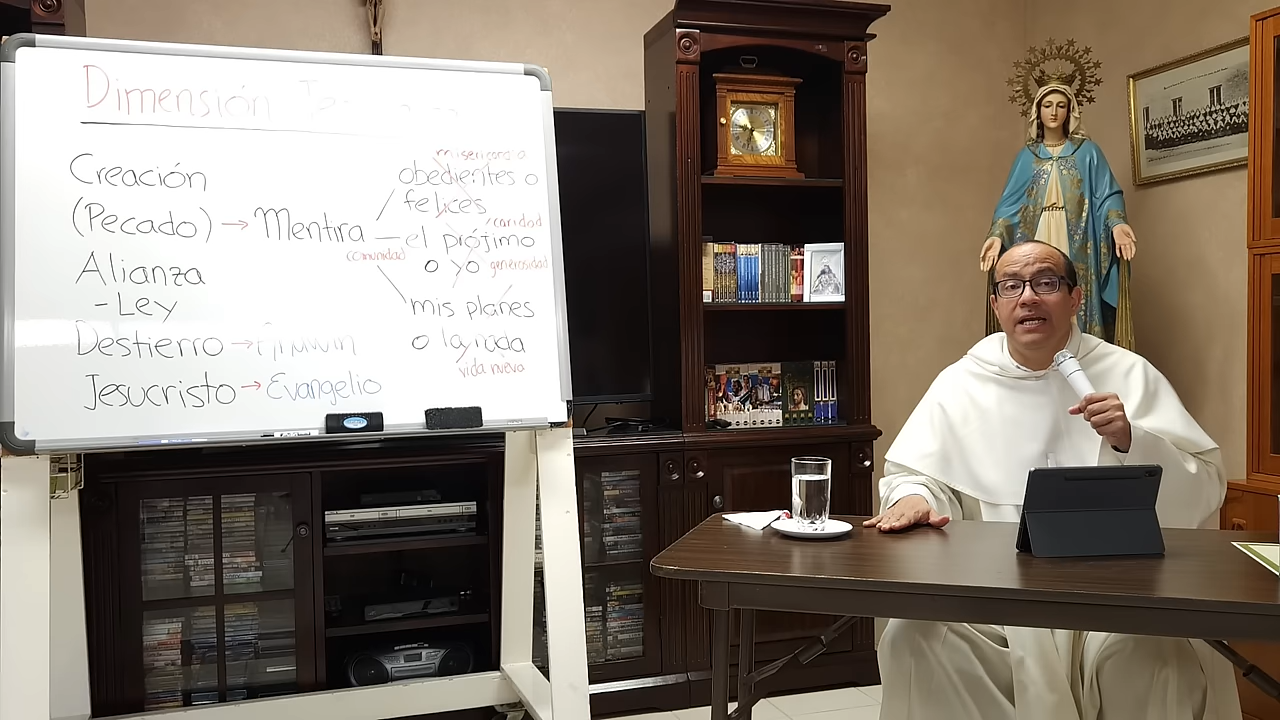 Dimensión
Creación
(Pecado) → Mentira
Alianza
- Ley
Destierro →
Jesucristo → Evangelio
misericordia
obedientes o
felices
caridad
el prójimo
comunidad
o yo generosidad
mis planes
o la nada
vida nueva